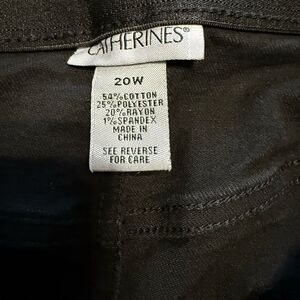 CATHERINES®
20W
54%COTTON
25%POLYESTER
20%RAYON
1%SPANDEX
MADE IN
CHINA
SEE REVERSE
FOR CARE